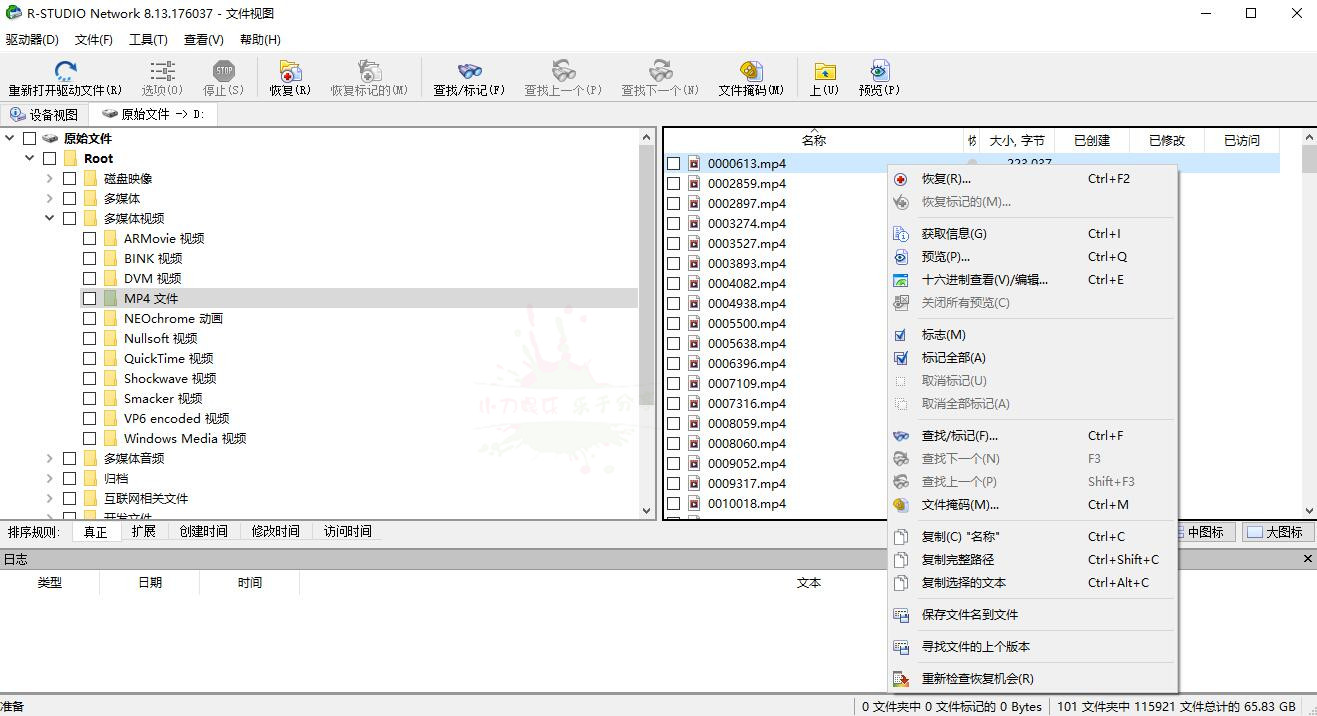 R-STUDIO Network 8.13.176037 - 文件视图
驱动器(D) 文件(F) 工具(T) 查看(V) 帮助(H)
重新打开驱动文件(R) 选项(O) 停止(S) 恢复(R) 恢复标记的(M) 查找/标记(F) 查找上一个(P) 查找下一个(N) 文件掩码(M) 上(U) 预览(P)
设备视图 原始文件 -> D:
原始文件
Root
磁盘映像
多媒体
多媒体视频
ARMovie 视频
BINK 视频
DVM 视频
MP4 文件
NEOchrome 动画
Nullsoft 视频
QuickTime 视频
Shockwave 视频
Smacker 视频
VP6 encoded 视频
Windows Media 视频
多媒体音频
归档
互联网相关文件
开发文件
名称 大小, 字节 已创建 已修改 已访问
0000613.mp4 223,037
0002859.mp4
0002897.mp4
0003274.mp4
0003527.mp4
0003893.mp4
0004082.mp4
0004938.mp4
0005500.mp4
0005638.mp4
0006396.mp4
0007109.mp4
0007316.mp4
0008059.mp4
0008060.mp4
0009052.mp4
0009317.mp4
0010018.mp4
恢复(R)... Ctrl+F2
恢复标记的(M)...
获取信息(G) Ctrl+I
预览(P)... Ctrl+Q
十六进制查看(V)/编辑... Ctrl+E
关闭所有预览(C)
标志(M)
标记全部(A)
取消标记(U)
取消全部标记(A)
查找/标记(F)... Ctrl+F
查找下一个(N) F3
查找上一个(P) Shift+F3
文件掩码(M)... Ctrl+M
复制(C) "名称" Ctrl+C
复制完整路径 Ctrl+Shift+C
复制选择的文本 Ctrl+Alt+C
保存文件名到文件
寻找文件的上个版本
重新检查恢复机会(R)
排序规则: 真正 扩展 创建时间 修改时间 访问时间 中图标 大图标
日志
类型 日期 时间 文本
准备 0 文件夹中 0 文件标记的 0 Bytes 101 文件夹中 115921 文件总计的 65.83 GB